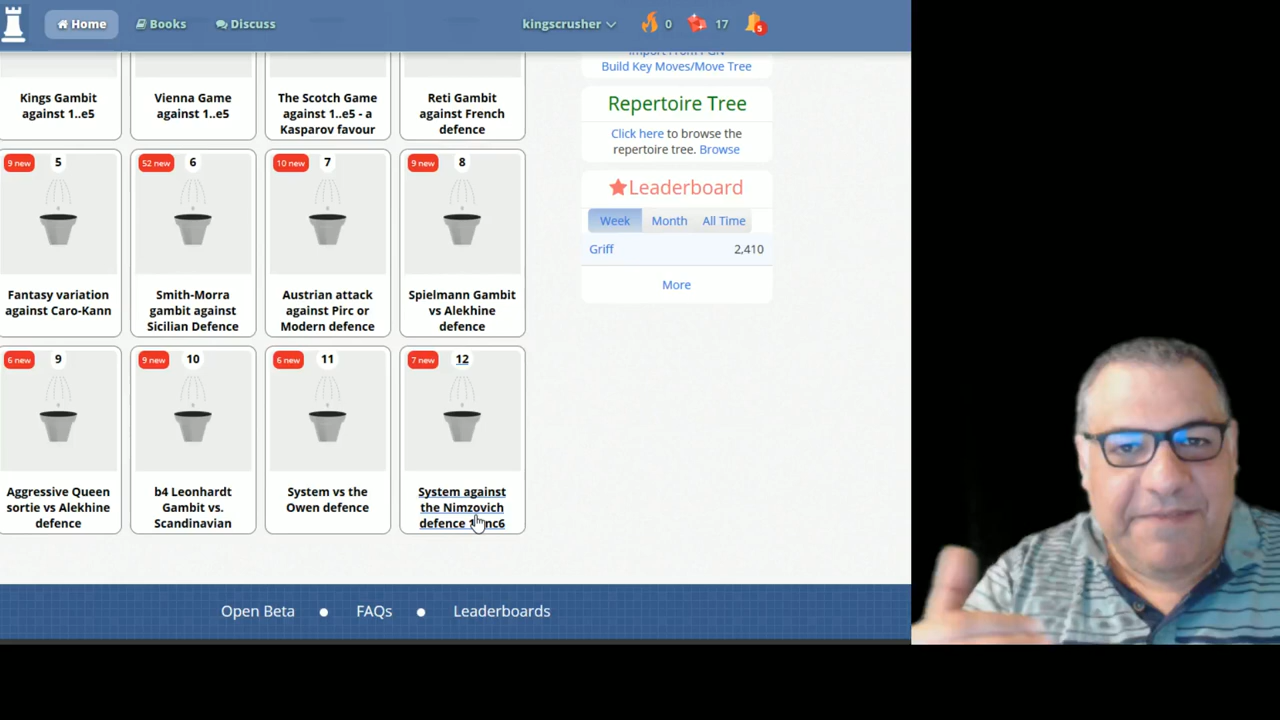 Home
Books
Discuss
kingscrusher
0
17
5
Kings Gambit
against 1..e5
Vienna Game
against 1..e5
The Scotch Game
against 1..e5 - a
Kasparov favour
Reti Gambit
against French
defence
Build Key Moves/Move Tree
Repertoire Tree
Click here to browse the
repertoire tree. Browse
Leaderboard
Week
Month
All Time
Griff
2,410
More
9 new
5
Fantasy variation
against Caro-Kann
52 new
6
Smith-Morra
gambit against
Sicilian Defence
10 new
7
Austrian attack
against Pirc or
Modern defence
9 new
8
Spielmann Gambit
vs Alekhine
defence
6 new
9
Aggressive Queen
sortie vs Alekhine
defence
9 new
10
b4 Leonhardt
Gambit vs.
Scandinavian
6 new
11
System vs the
Owen defence
7 new
12
System against
the Nimzovich
defence
Open Beta
FAQs
Leaderboards